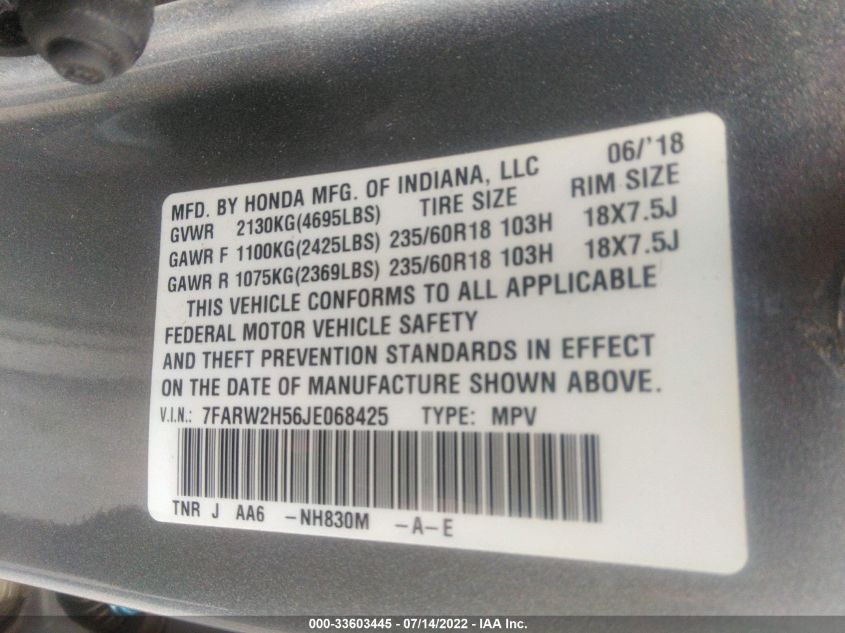 MFD. BY HONDA MFG. OF INDIANA, LLC 06/'18
GVWR 2130KG(4695LBS) TIRE SIZE RIM SIZE
GAWR F 1100KG(2425LBS) 235/60R18 103H 18X7.5J
GAWR R 1075KG(2369LBS) 235/60R18 103H 18X7.5J
THIS VEHICLE CONFORMS TO ALL APPLICABLE
FEDERAL MOTOR VEHICLE SAFETY
AND THEFT PREVENTION STANDARDS IN EFFECT
ON THE DATE OF MANUFACTURE SHOWN ABOVE.
V.I.N.: 7FARW2H56JE068425 TYPE: MPV
TNR J AA6 -NH830M -A-E
000-33603445 - 07/14/2022 - IAA Inc.